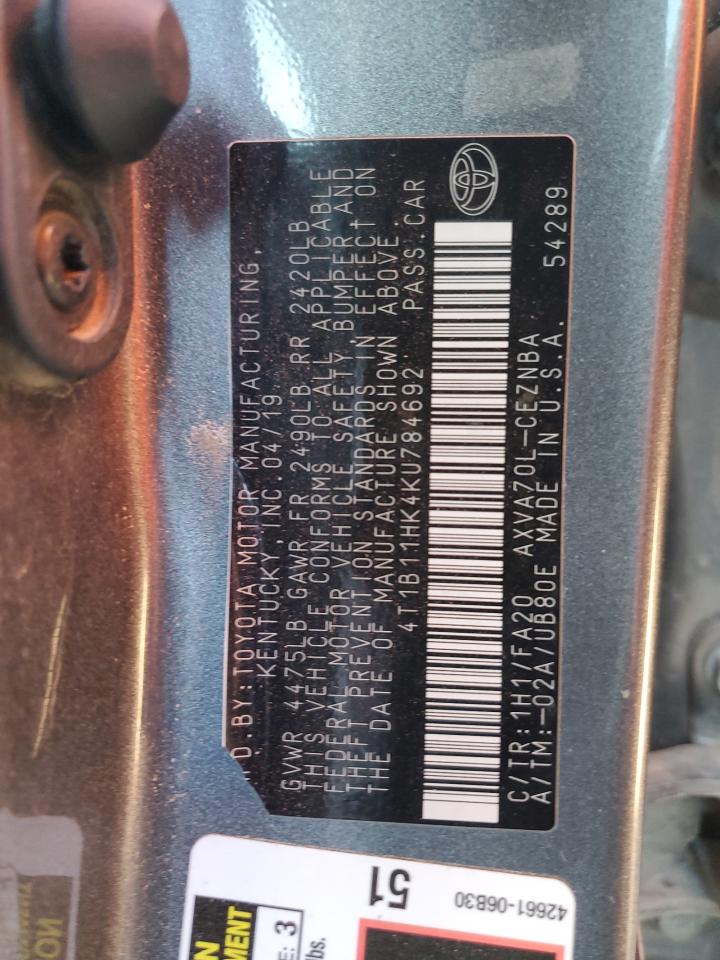 D.BY:TOYOTA MOTOR MANUFACTURING,
KENTUCKY INC.04/19
GVWR 4475LB GAWR FR 2490LB RR 2420LB
THIS VEHICLE CONFORMS TO ALL APPLICABLE
FEDERAL MOTOR VEHICLE SAFETY, BUMPER AND
THEFT PREVENTION STANDARDS IN EFFECT ON
THE DATE OF MANUFACTURE SHOWN ABOVE.
4T1B11HK4KU784692 PASS.CAR
C/TR:1H1/FA20 AXVA70L-CEZNBA
A/TM:-02A/UB80E MADE IN U.S.A. 54289
51
42661-06B30
3
lbs.